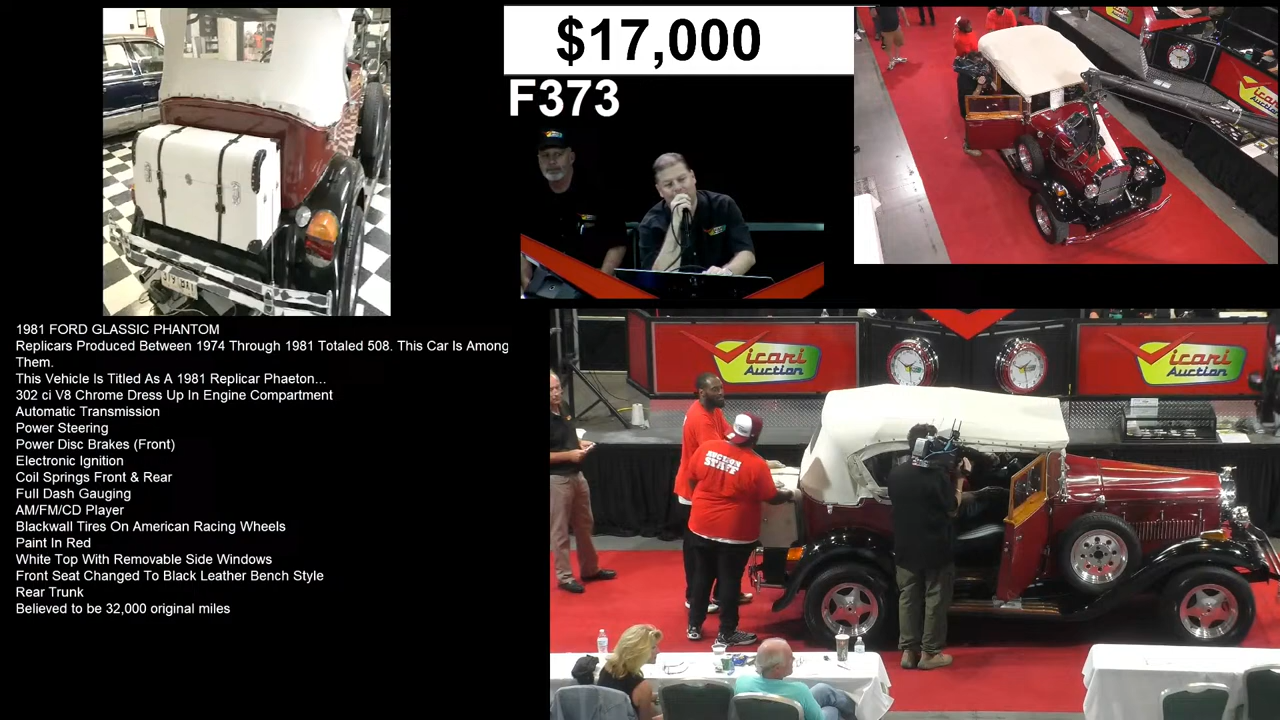 $17,000
F373
1981 FORD GLASSIC PHANTOM
Replicars Produced Between 1974 Through 1981 Totaled 508. This Car Is Among
Them.
This Vehicle Is Titled As A 1981 Replicar Phaeton...
302 ci V8 Chrome Dress Up In Engine Compartment
Automatic Transmission
Power Steering
Power Disc Brakes (Front)
Electronic Ignition
Coil Springs Front & Rear
Full Dash Gauging
AM/FM/CD Player
Blackwall Tires On American Racing Wheels
Paint In Red
White Top With Removable Side Windows
Front Seat Changed To Black Leather Bench Style
Rear Trunk
Believed to be 32,000 original miles
Vicari
Auction
Vicari
Auction
Vicari
Auction